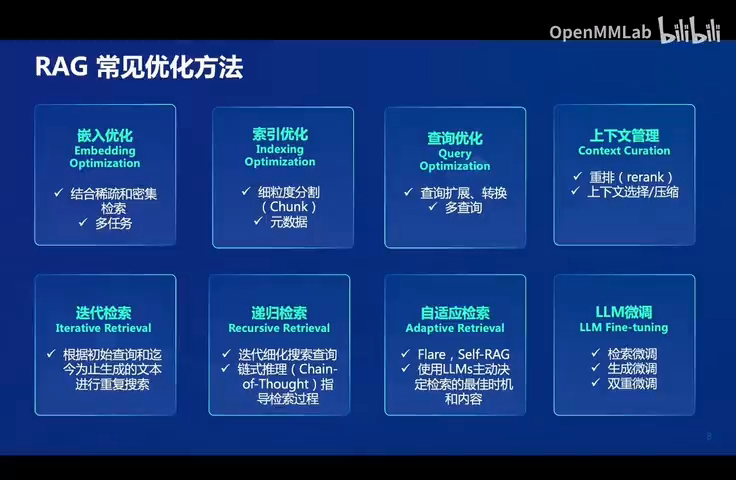 OpenMMLab bilibili
RAG 常见优化方法
嵌入优化
Embedding
Optimization
✓ 结合稀疏和密集
检索
✓ 多任务
索引优化
Indexing
Optimization
✓ 细粒度分割
（Chunk）
✓ 元数据
查询优化
Query
Optimization
✓ 查询扩展、转换
✓ 多查询
上下文管理
Context Curation
✓ 重排（rerank）
✓ 上下文选择/压缩
迭代检索
Iterative Retrieval
✓ 根据初始查询和迄
今为止生成的文本
进行重复搜索
递归检索
Recursive Retrieval
✓ 迭代细化搜索查询
✓ 链式推理（Chain-
of-Thought）指
导检索过程
自适应检索
Adaptive Retrieval
✓ Flare，Self-RAG
✓ 使用LLMs主动决
定检索的最佳时机
和内容
LLM微调
LLM Fine-tuning
✓ 检索微调
✓ 生成微调
✓ 双重微调